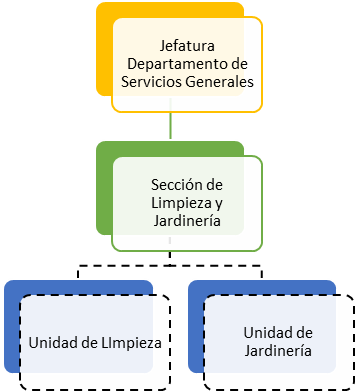 Jefatura
Departamento de
Servicios Generales
Sección de
Limpieza y
Jardinería
Unidad de LImpieza
Unidad de
Jardinería